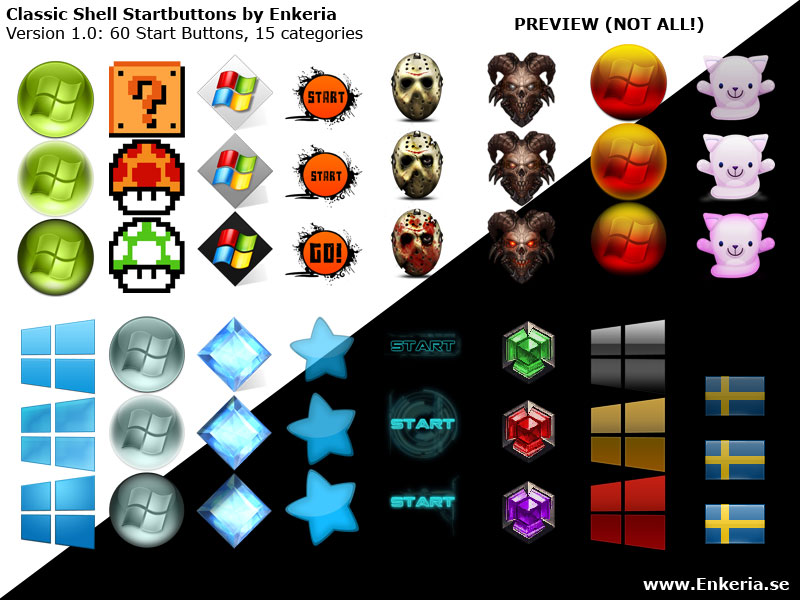 Classic Shell Startbuttons by Enkeria
Version 1.0: 60 Start Buttons, 15 categories
PREVIEW (NOT ALL!)
?
START
START
GO!
START
START
START
www.Enkeria.se